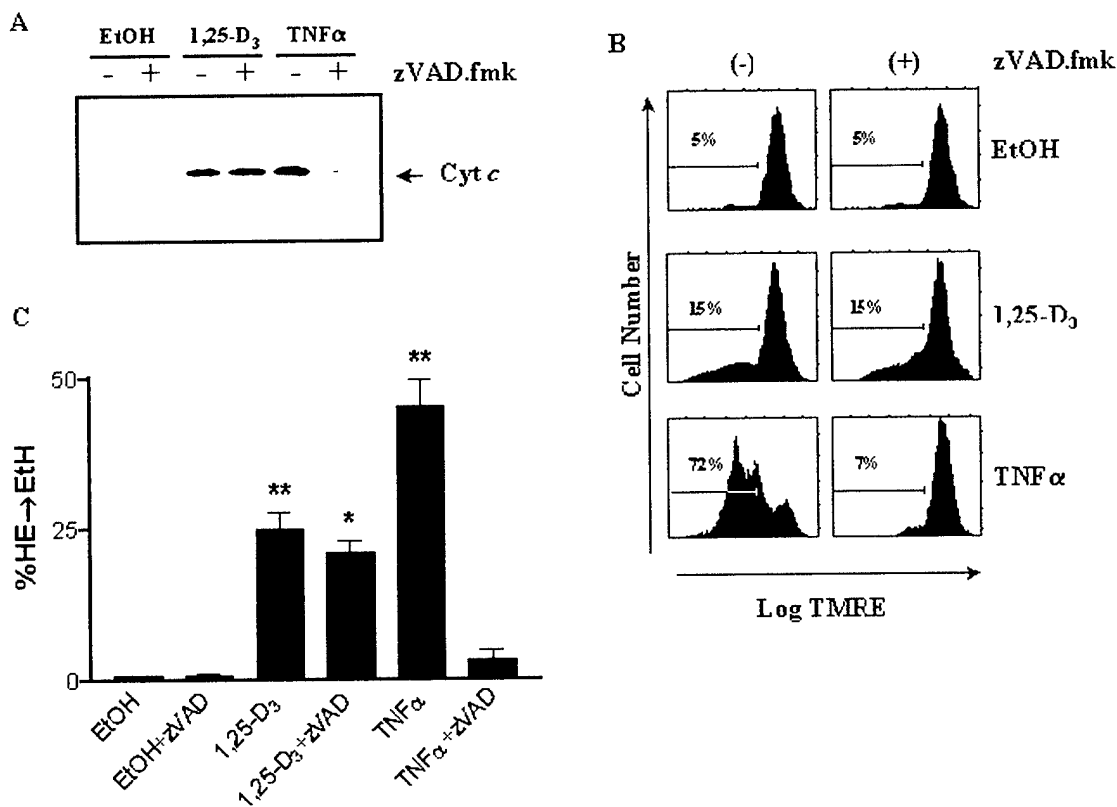 A
EtOH 1,25-D3 TNFα
- + - + - + zVAD.fmk
← Cyt c
B
(-) (+) zVAD.fmk
5% 5% EtOH
15% 15% 1,25-D3
72% 7% TNFα
Cell Number
Log TMRE
C
%HE→EtH
50
25
0
** * **
EtOH
EtOH+zVAD
1,25-D3
1,25-D3+zVAD
TNFα
TNFα+zVAD